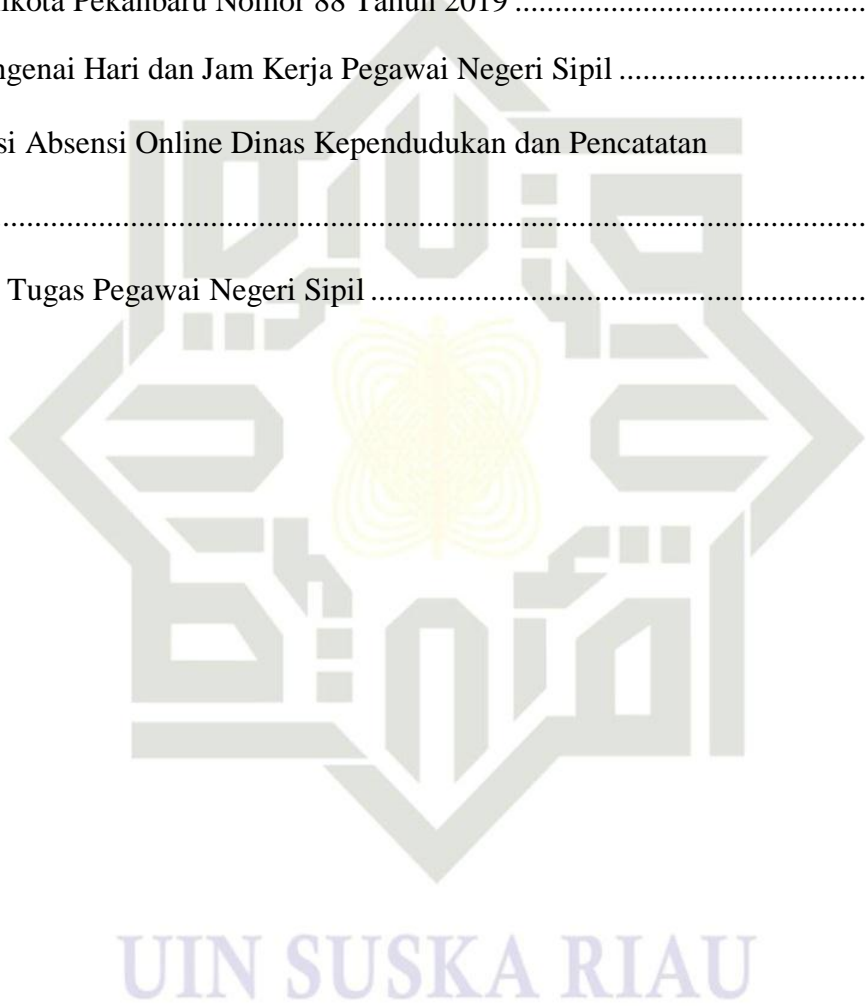 likota Pekanbaru Nomor 88 Tahun 2019 ............................................
ngenai Hari dan Jam Kerja Pegawai Negeri Sipil ...............................
si Absensi Online Dinas Kependudukan dan Pencatatan
............................................................................................................
Tugas Pegawai Negeri Sipil ..............................................................
UIN SUSKA RIAU